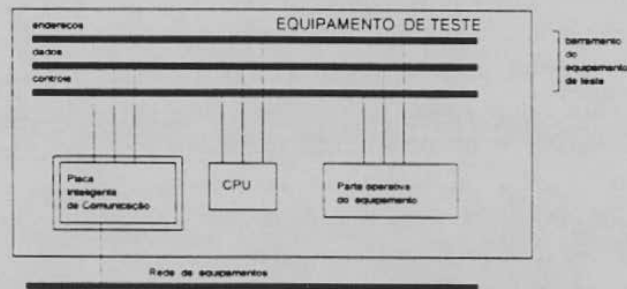 EQUIPAMENTO DE TESTE
endereços
dados
controle
barramento
do
equipamento
de teste
Placa
Inteligente
de Comunicação
CPU
Parte operativa
do equipamento
Rede de equipamentos